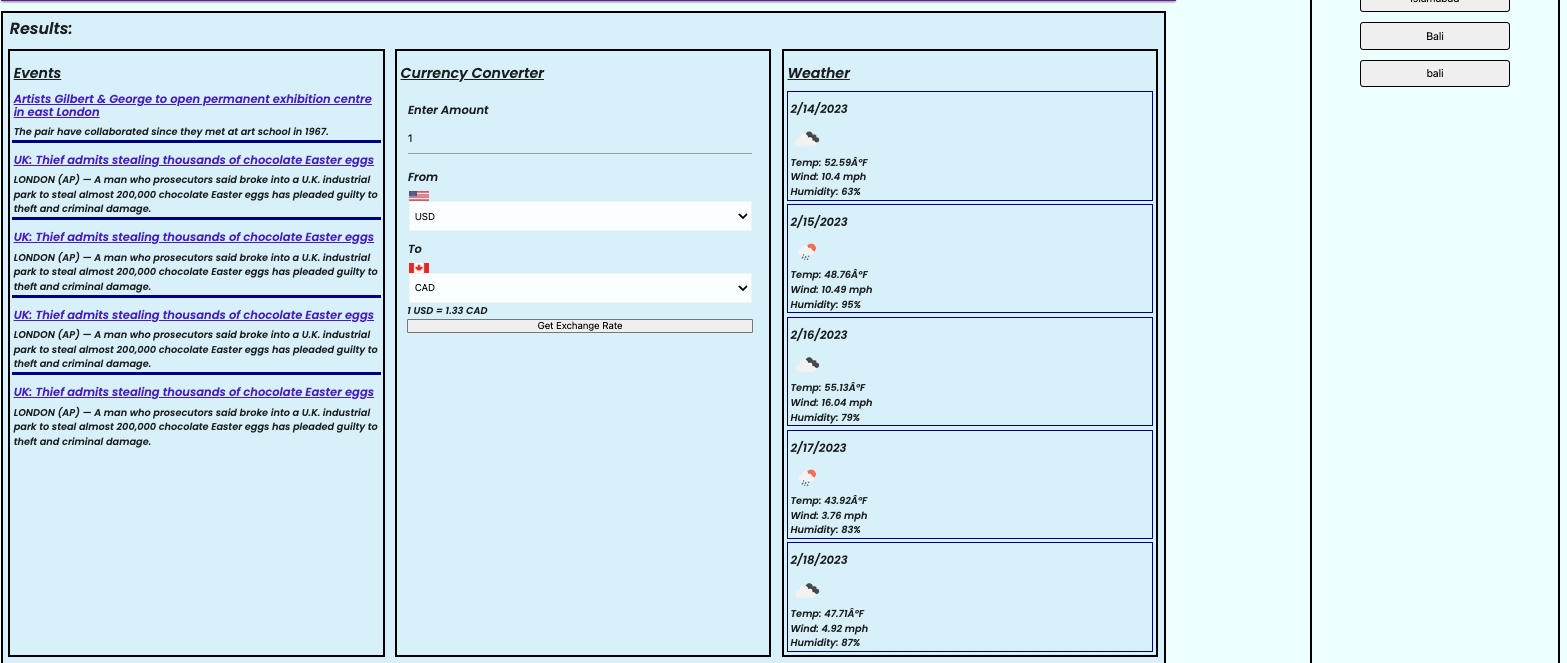 Results:
Events
Artists Gilbert & George to open permanent exhibition centre
in east London
The pair have collaborated since they met at art school in 1967.
UK: Thief admits stealing thousands of chocolate Easter eggs
LONDON (AP) — A man who prosecutors said broke into a U.K. industrial
park to steal almost 200,000 chocolate Easter eggs has pleaded guilty to
theft and criminal damage.
UK: Thief admits stealing thousands of chocolate Easter eggs
LONDON (AP) — A man who prosecutors said broke into a U.K. industrial
park to steal almost 200,000 chocolate Easter eggs has pleaded guilty to
theft and criminal damage.
UK: Thief admits stealing thousands of chocolate Easter eggs
LONDON (AP) — A man who prosecutors said broke into a U.K. industrial
park to steal almost 200,000 chocolate Easter eggs has pleaded guilty to
theft and criminal damage.
UK: Thief admits stealing thousands of chocolate Easter eggs
LONDON (AP) — A man who prosecutors said broke into a U.K. industrial
park to steal almost 200,000 chocolate Easter eggs has pleaded guilty to
theft and criminal damage.
Currency Converter
Enter Amount
1
From
USD
To
CAD
1 USD = 1.33 CAD
Get Exchange Rate
Weather
2/14/2023
Temp: 52.59ÂºF
Wind: 10.4 mph
Humidity: 63%
2/15/2023
Temp: 48.76ÂºF
Wind: 10.49 mph
Humidity: 95%
2/16/2023
Temp: 55.13ÂºF
Wind: 16.04 mph
Humidity: 79%
2/17/2023
Temp: 43.92ÂºF
Wind: 3.76 mph
Humidity: 83%
2/18/2023
Temp: 47.71ÂºF
Wind: 4.92 mph
Humidity: 87%
Islamabad
Bali
bali